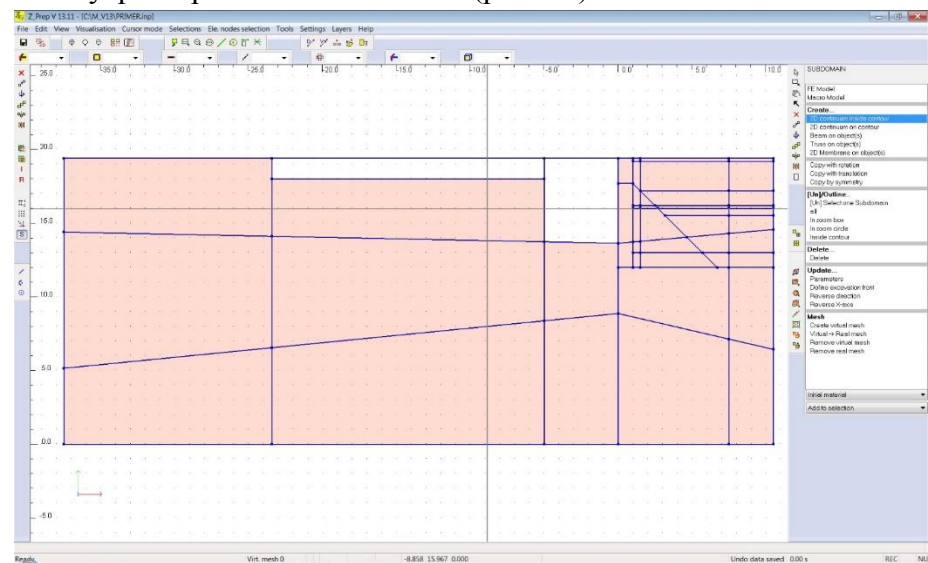 Z_Prep V 13.11 - [C:\M_V13\PRIMER.inp]
File Edit View Visualisation Cursor mode Selections Ele. nodes selection Tools Settings Layers Help
-35.0 -30.0 -25.0 -20.0 -15.0 -10.0 -5.0 0.0 5.0 10.0
25.0
20.0
15.0
10.0
5.0
0.0
-5.0
SUBDOMAIN
FE Model
Macro Model
Create...
2D continuum inside contour
2D continuum on contour
Beam on object(s)
Truss on object(s)
2D Membrane on object(s)
Copy with rotation
Copy with translation
Copy by symmetry
[Un]/Outline...
[Un] Select one Subdomain
all
In zoom box
In zoom circle
Inside contour
Delete...
Delete
Update...
Parameters
Define excavation front
Reverse direction
Reverse X-axis
Mesh
Create virtual mesh
Virtual -> Real mesh
Remove virtual mesh
Remove real mesh
Initial material
Add to selection
Ready, Virt. mesh 0 -8.858 15.967 0.000 Undo data saved 0.00 s REC NU